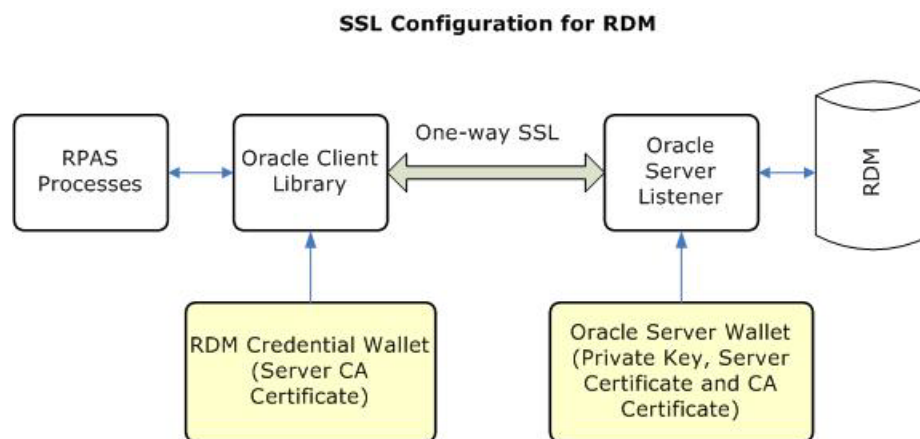 SSL Configuration for RDM
RPAS
Processes
Oracle Client
Library
One-way SSL
Oracle
Server
Listener
RDM
RDM Credential Wallet
(Server CA
Certificate)
Oracle Server Wallet
(Private Key, Server
Certificate and CA
Certificate)